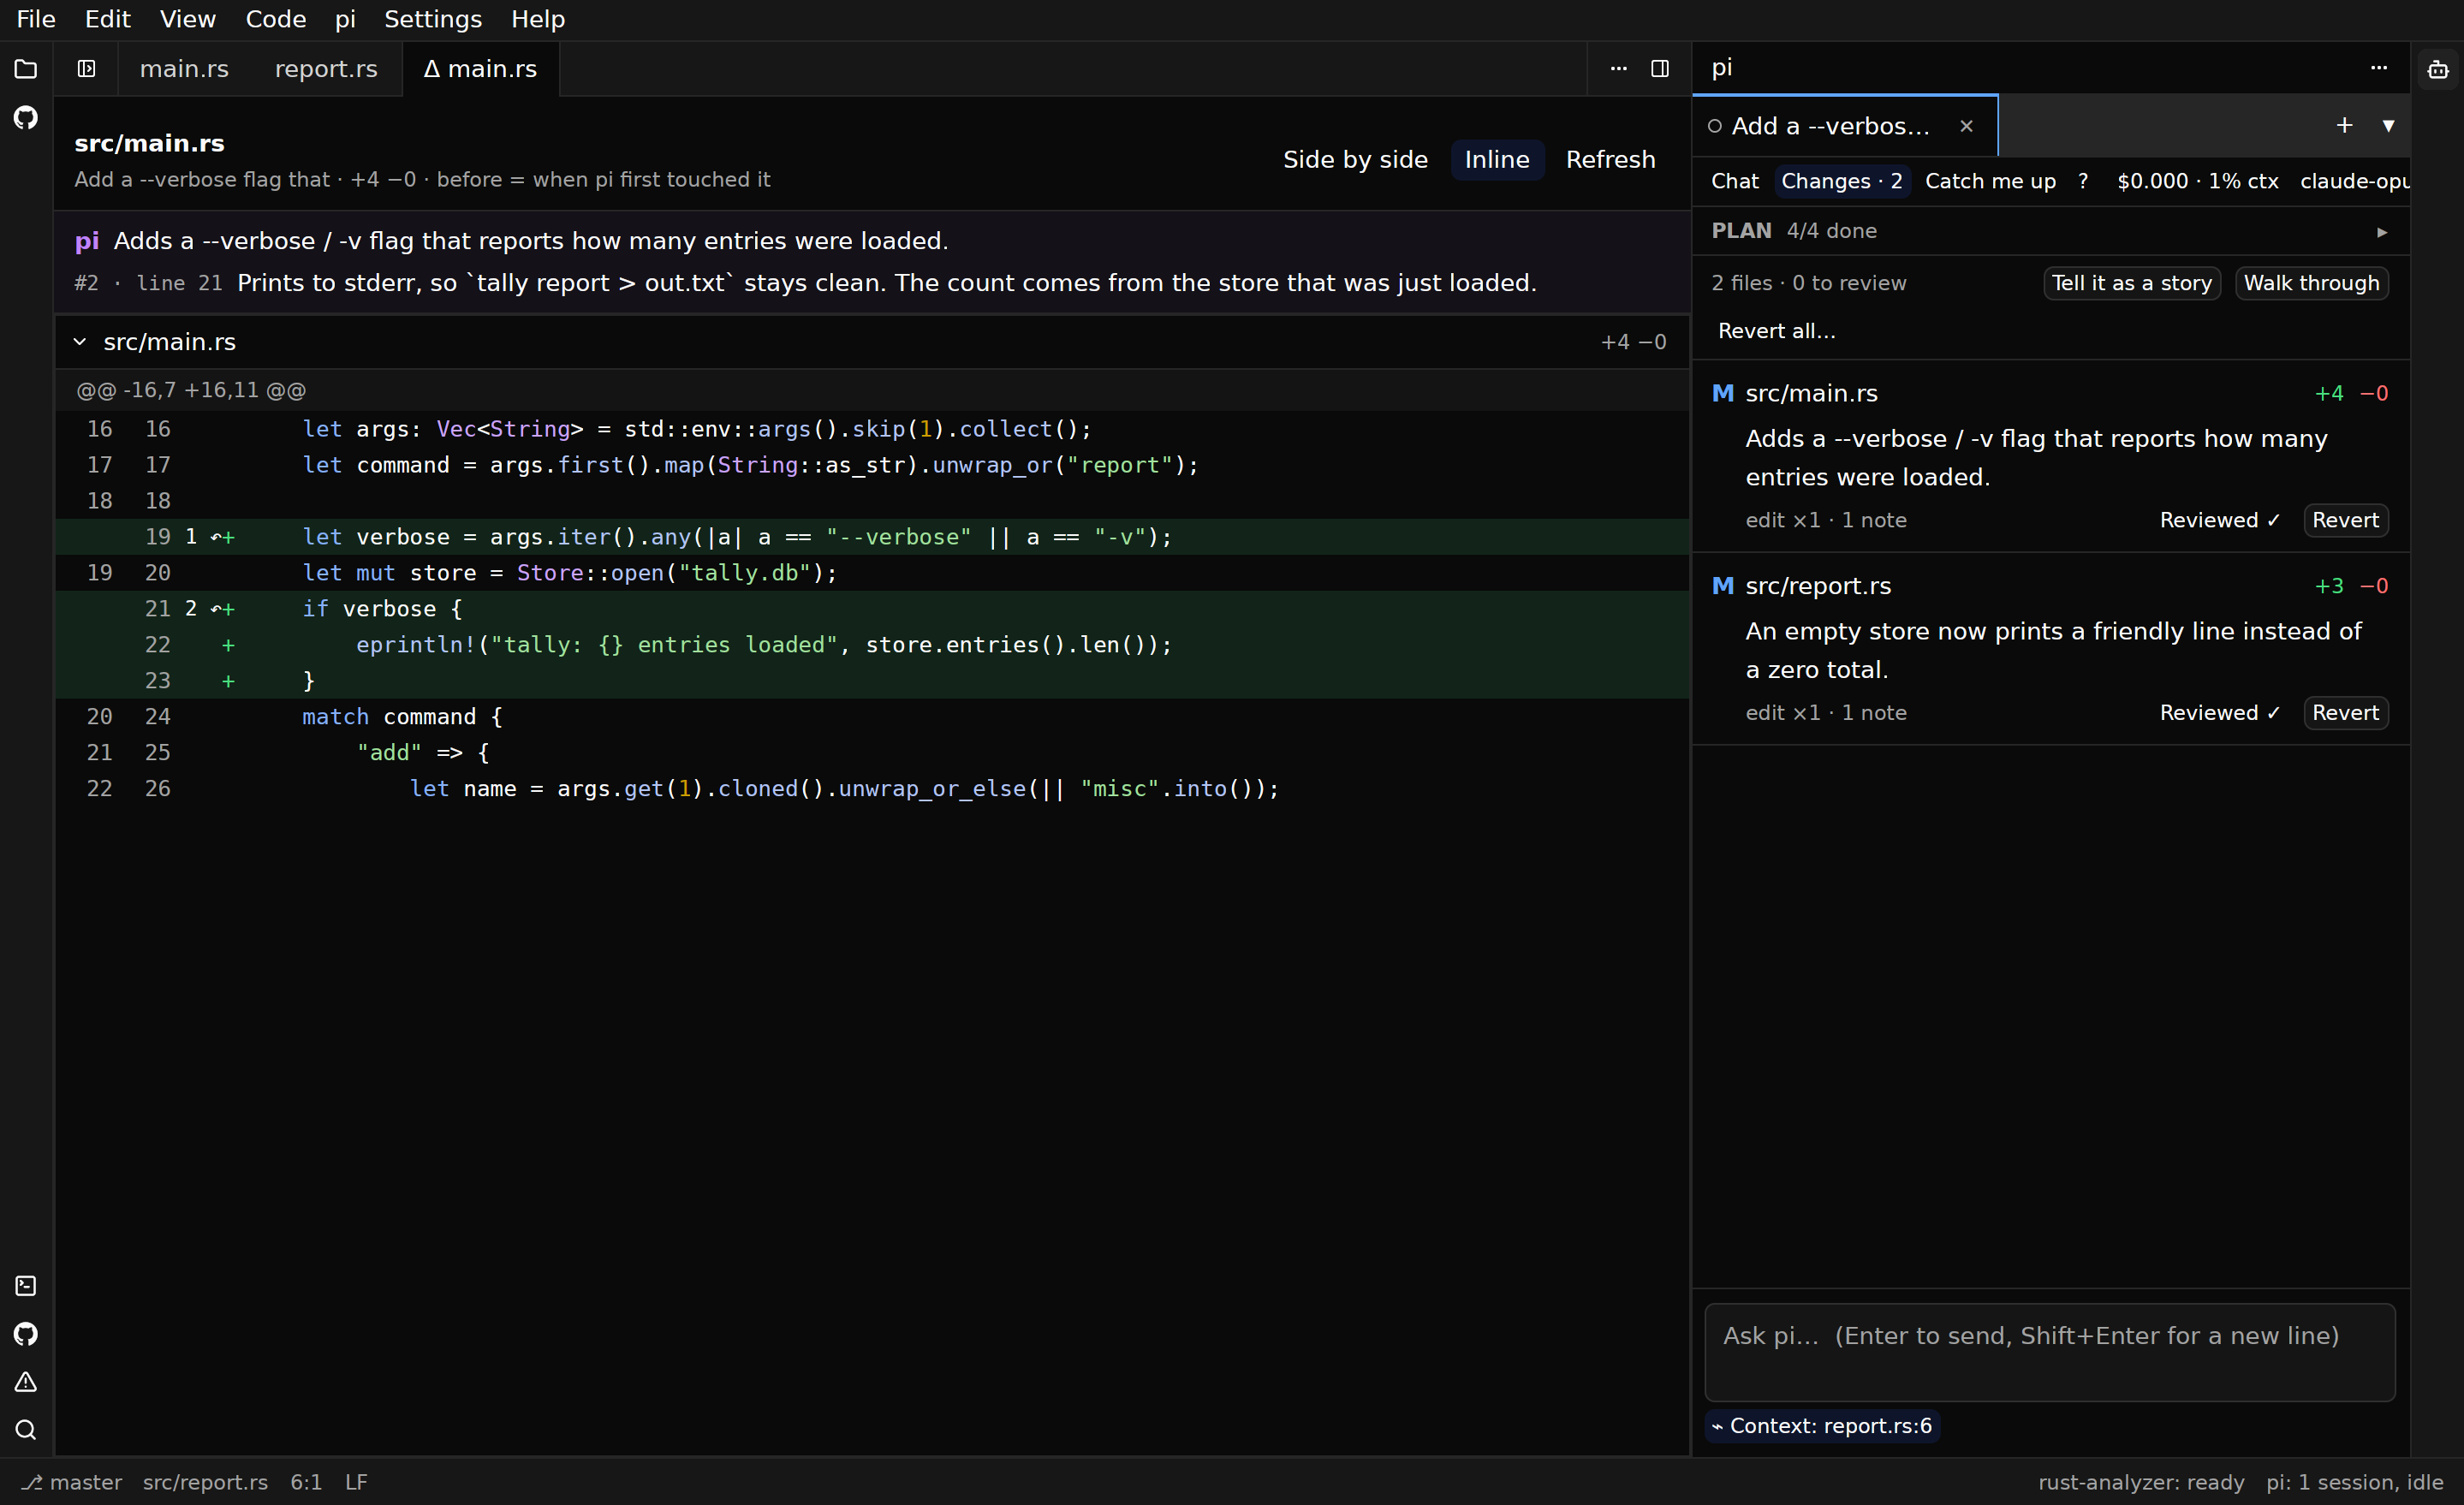 File Edit View Code pi Settings Help
main.rs report.rs Δ main.rs
src/main.rs
Add a --verbose flag that · +4 −0 · before = when pi first touched it
Side by side Inline Refresh
pi Adds a --verbose / -v flag that reports how many entries were loaded.
#2 · line 21 Prints to stderr, so `tally report > out.txt` stays clean. The count comes from the store that was just loaded.
src/main.rs +4 −0
@@ -16,7 +16,11 @@
16 16 let args: Vec<String> = std::env::args().skip(1).collect();
17 17 let command = args.first().map(String::as_str).unwrap_or("report");
18 18
19 1 ↶+ let verbose = args.iter().any(|a| a == "--verbose" || a == "-v");
19 20 let mut store = Store::open("tally.db");
21 2 ↶+ if verbose {
22 + eprintln!("tally: {} entries loaded", store.entries().len());
23 + }
20 24 match command {
21 25 "add" => {
22 26 let name = args.get(1).cloned().unwrap_or_else(|| "misc".into());
pi
Add a --verbos… × + ▾
Chat Changes · 2 Catch me up ? $0.000 · 1% ctx claude-opu
PLAN 4/4 done ▸
2 files · 0 to review Tell it as a story Walk through
Revert all…
M src/main.rs +4 −0
Adds a --verbose / -v flag that reports how many
entries were loaded.
edit ×1 · 1 note Reviewed ✓ Revert
M src/report.rs +3 −0
An empty store now prints a friendly line instead of
a zero total.
edit ×1 · 1 note Reviewed ✓ Revert
Ask pi… (Enter to send, Shift+Enter for a new line)
⌁ Context: report.rs:6
⎇ master src/report.rs 6:1 LF
rust-analyzer: ready pi: 1 session, idle